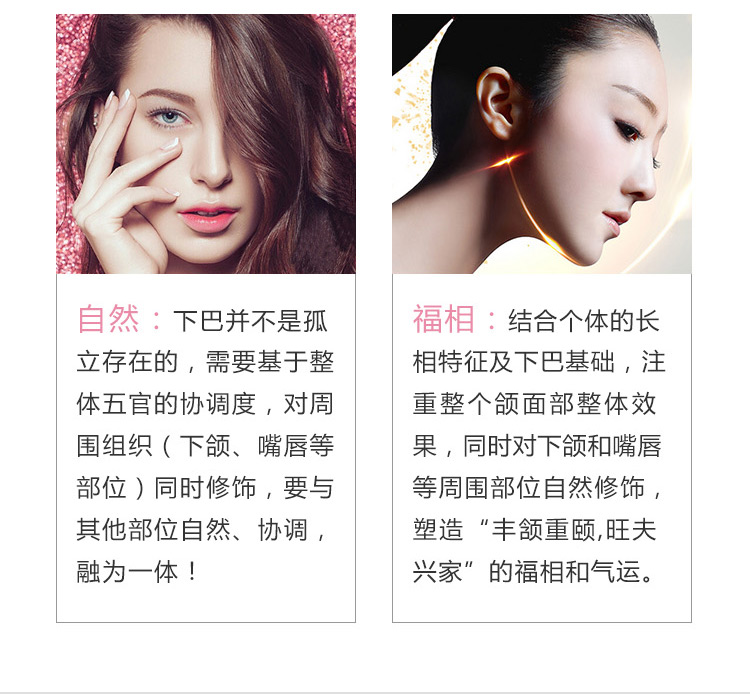 自然：下巴并不是孤
立存在的，需要基于整
体五官的协调度，对周
围组织（下颌、嘴唇等
部位）同时修饰，要与
其他部位自然、协调，
融为一体！
福相：结合个体的长
相特征及下巴基础，注
重整个颌面部整体效
果，同时对下颌和嘴唇
等周围部位自然修饰，
塑造“丰颔重颐,旺夫
兴家”的福相和气运。